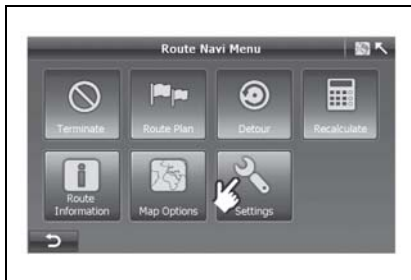 Route Navi Menu
Terminate
Route Plan
Detour
Recalculate
Route
Information
Map Options
Settings